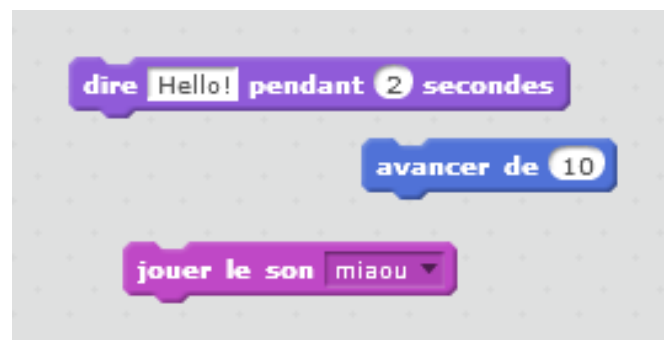 dire Hello! pendant 2 secondes
avancer de 10
jouer le son miaou